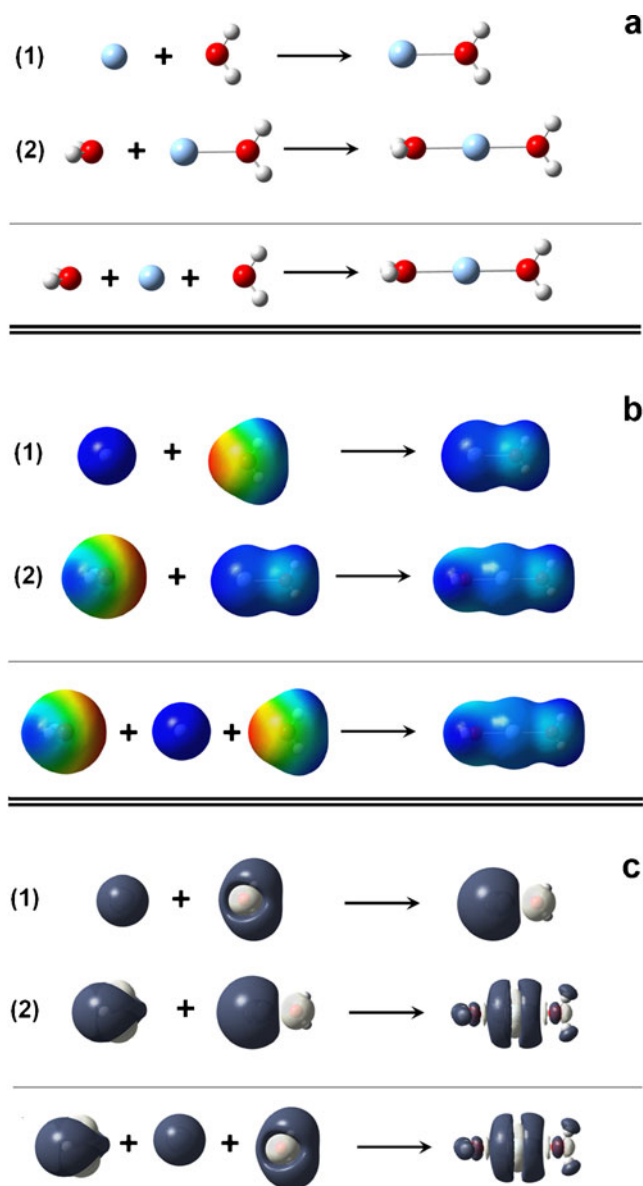 a
(1) + →
(2) + →
+ + →
b
(1) + →
(2) + →
+ + →
c
(1) + →
(2) + →
+ + →